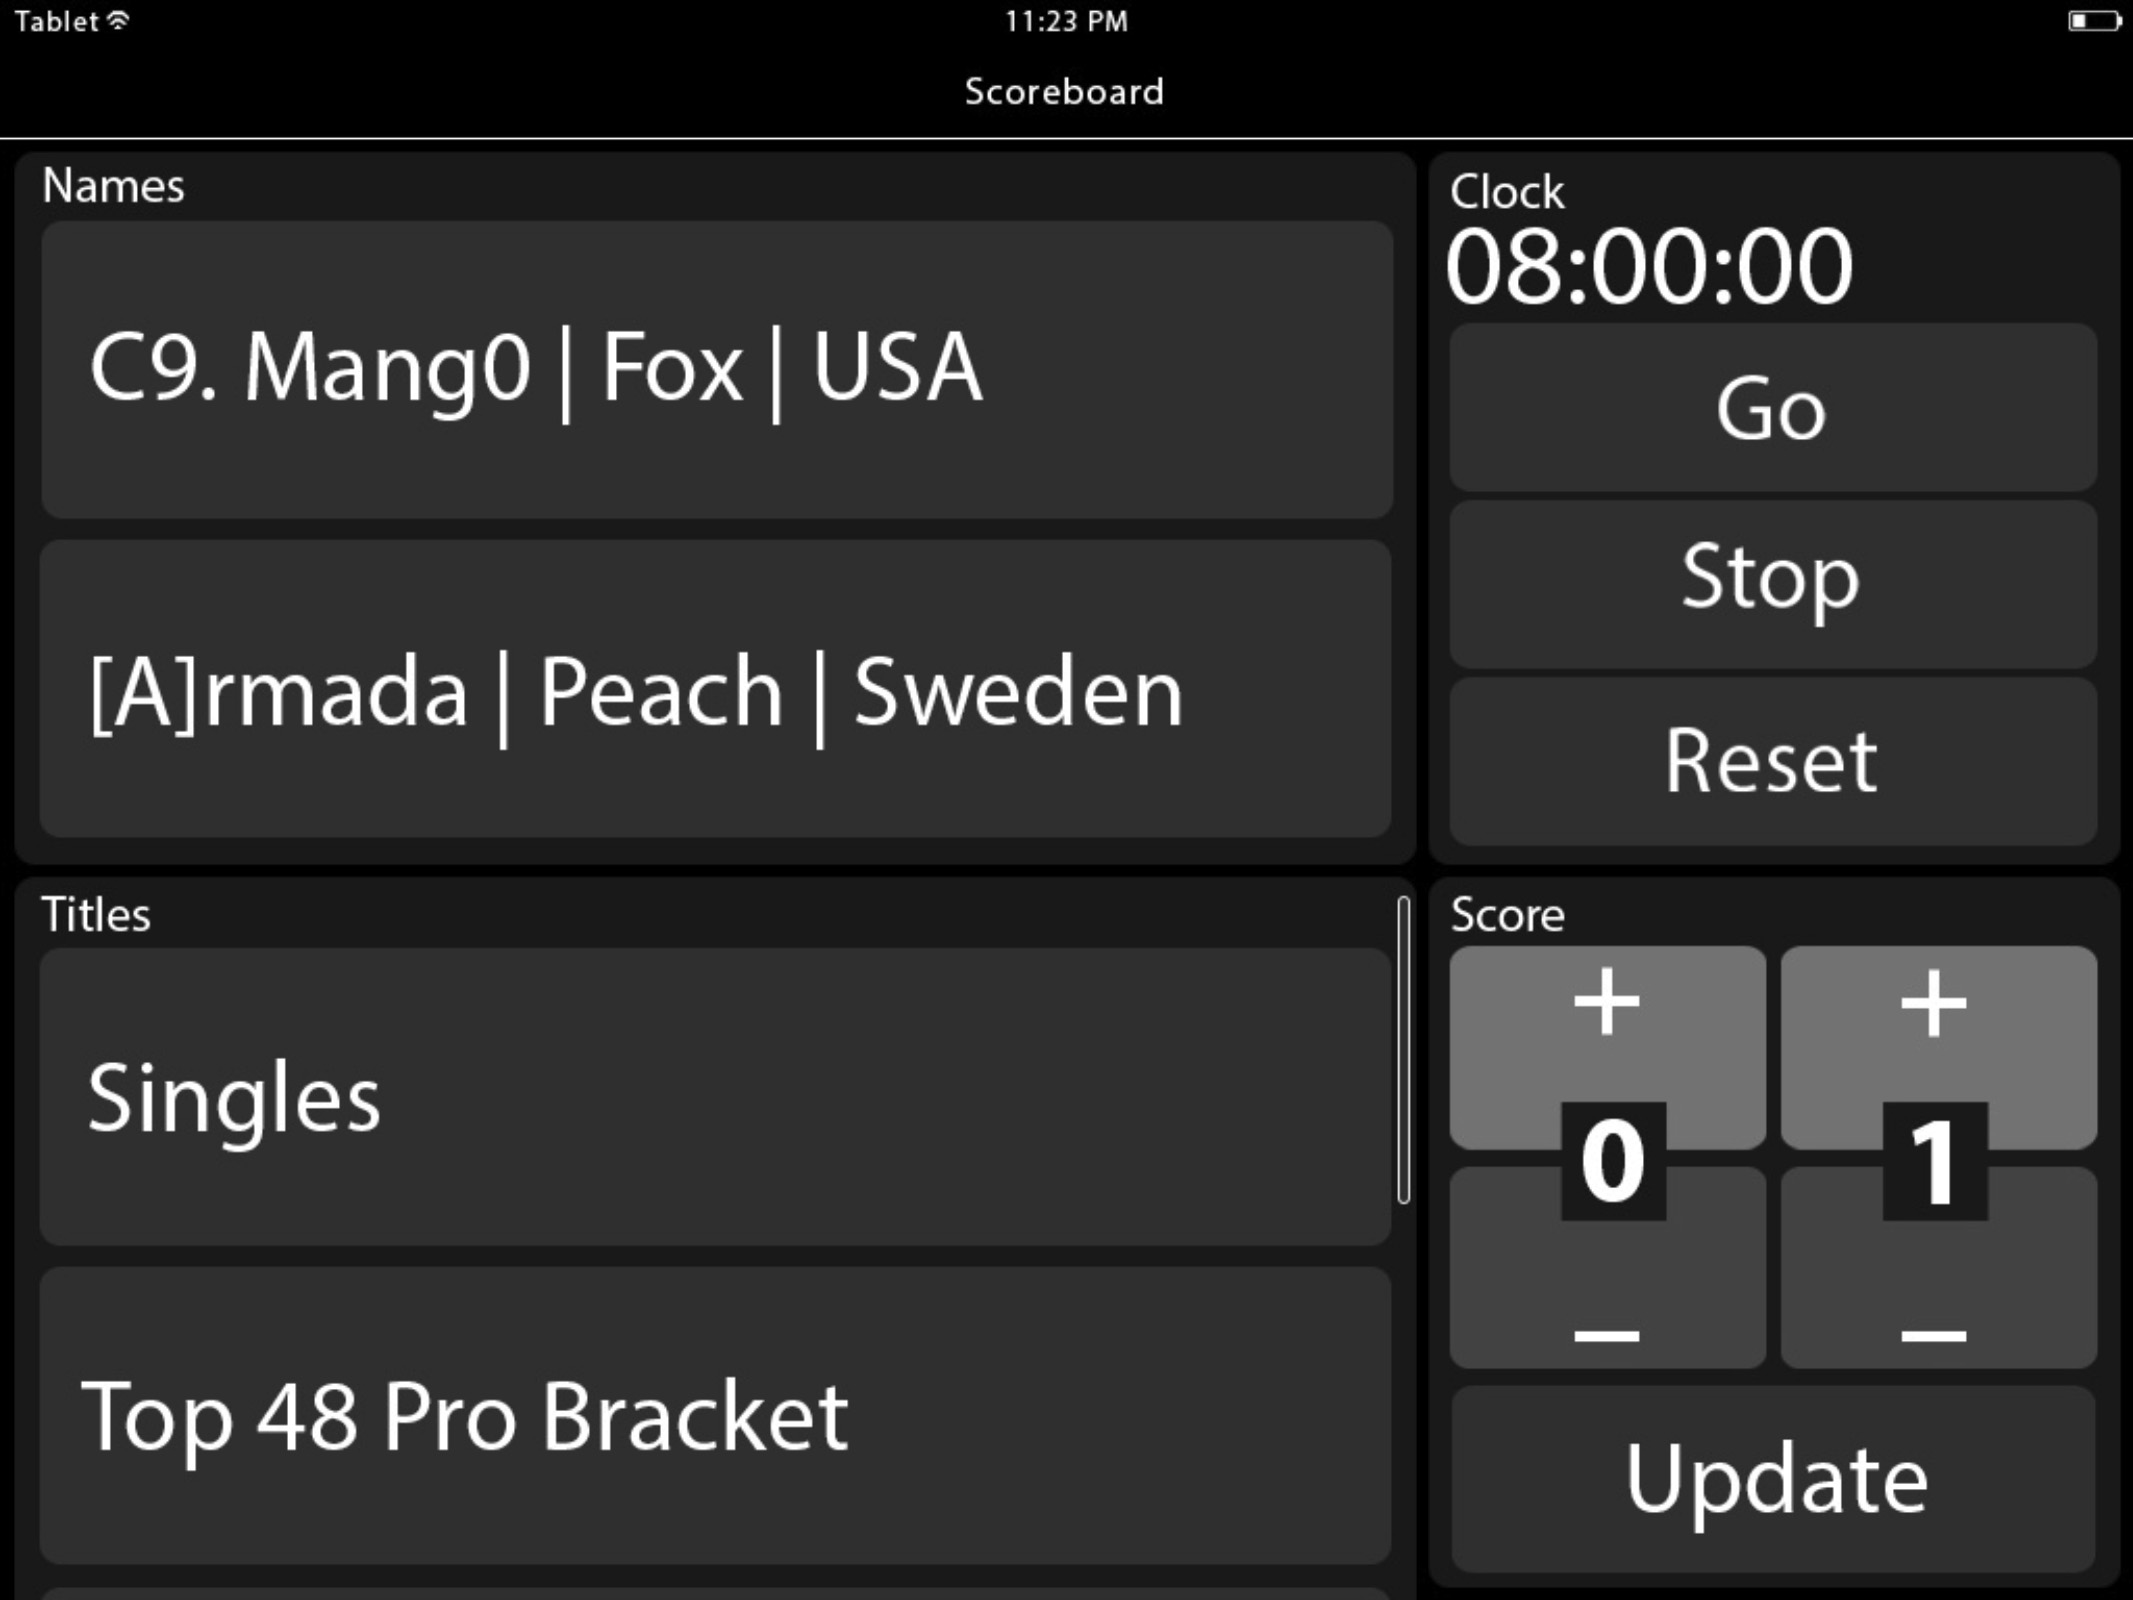 Tablet
11:23 PM
Scoreboard
Names
C9. Mang0 | Fox | USA
[A]rmada | Peach | Sweden
Clock
08:00:00
Go
Stop
Reset
Titles
Singles
Top 48 Pro Bracket
Score
+ +
0 1
– –
Update